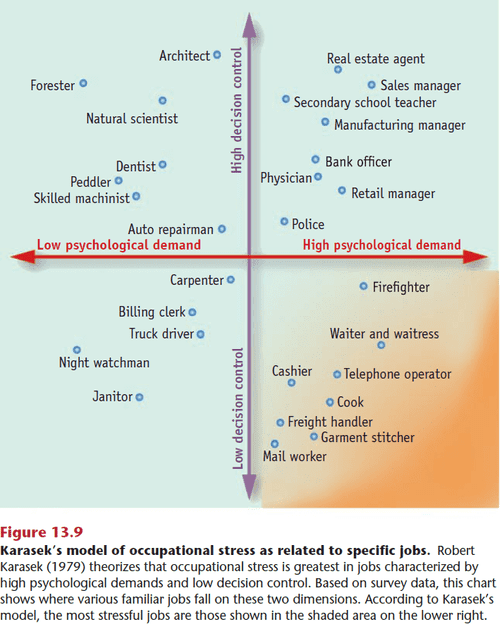 Architect
Real estate agent
Forester
Sales manager
Secondary school teacher
Natural scientist
Manufacturing manager
High decision control
Dentist
Bank officer
Peddler
Physician
Skilled machinist
Retail manager
Auto repairman
Police
Low psychological demand
High psychological demand
Carpenter
Firefighter
Billing clerk
Truck driver
Waiter and waitress
Night watchman
Cashier
Telephone operator
Janitor
Low decision control
Cook
Freight handler
Garment stitcher
Mail worker
Figure 13.9
Karasek's model of occupational stress as related to specific jobs. Robert
Karasek (1979) theorizes that occupational stress is greatest in jobs characterized by
high psychological demands and low decision control. Based on survey data, this chart
shows where various familiar jobs fall on these two dimensions. According to Karasek's
model, the most stressful jobs are those shown in the shaded area on the lower right.